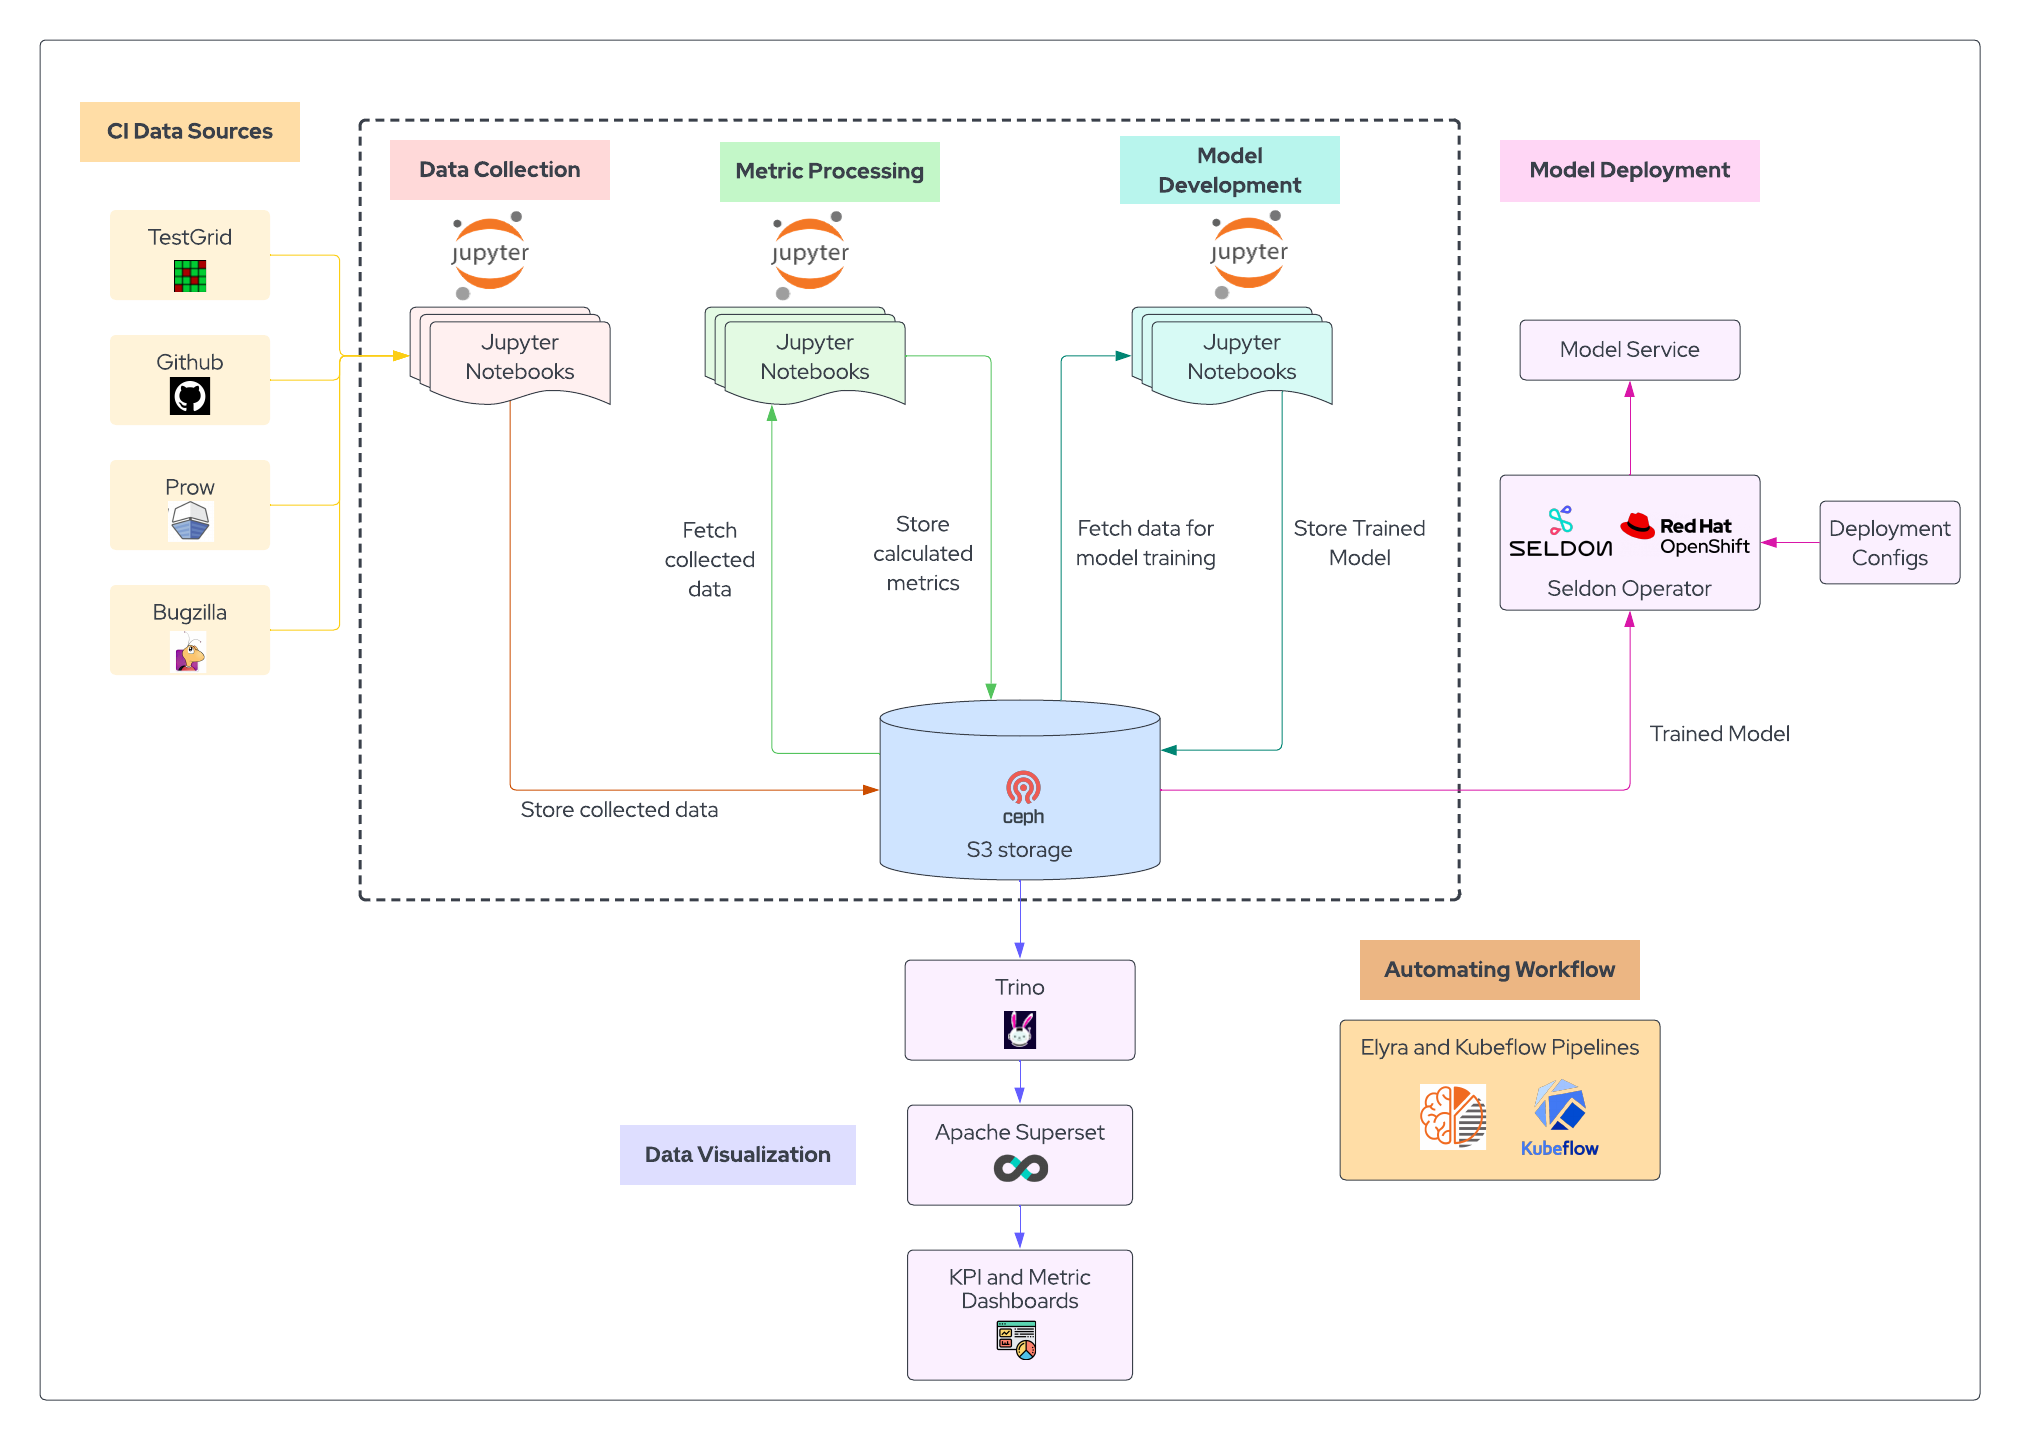 CI Data Sources
TestGrid
Github
Prow
Bugzilla
Data Collection
jupyter
Jupyter
Notebooks
Store collected data
Metric Processing
jupyter
Jupyter
Notebooks
Fetch
collected
data
Store
calculated
metrics
Model
Development
jupyter
Jupyter
Notebooks
Fetch data for
model training
Store Trained
Model
ceph
S3 storage
Model Deployment
Model Service
SELDON
Red Hat
OpenShift
Seldon Operator
Deployment
Configs
Trained Model
Trino
Data Visualization
Apache Superset
KPI and Metric
Dashboards
Automating Workflow
Elyra and Kubeflow Pipelines
Kubeflow